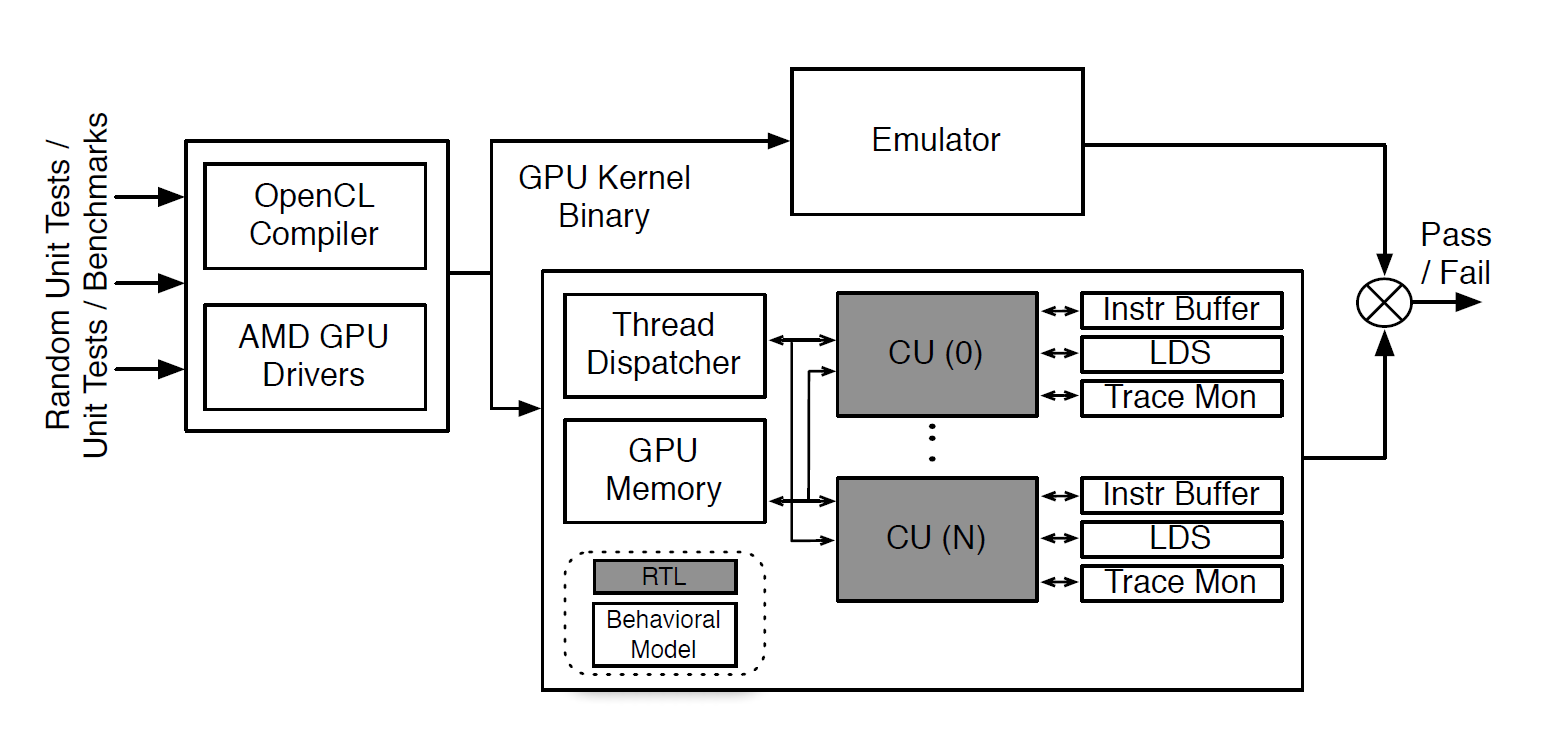 Random Unit Tests /
Unit Tests / Benchmarks
OpenCL
Compiler
AMD GPU
Drivers
GPU Kernel
Binary
Emulator
Pass
/ Fail
Thread
Dispatcher
GPU
Memory
RTL
Behavioral
Model
CU (0)
Instr Buffer
LDS
Trace Mon
CU (N)
Instr Buffer
LDS
Trace Mon